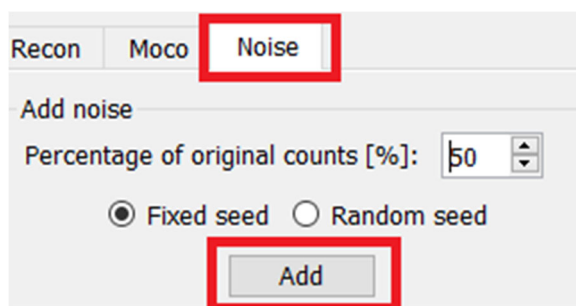 Recon Moco Noise
Add noise
Percentage of original counts [%]: 50
Fixed seed Random seed
Add